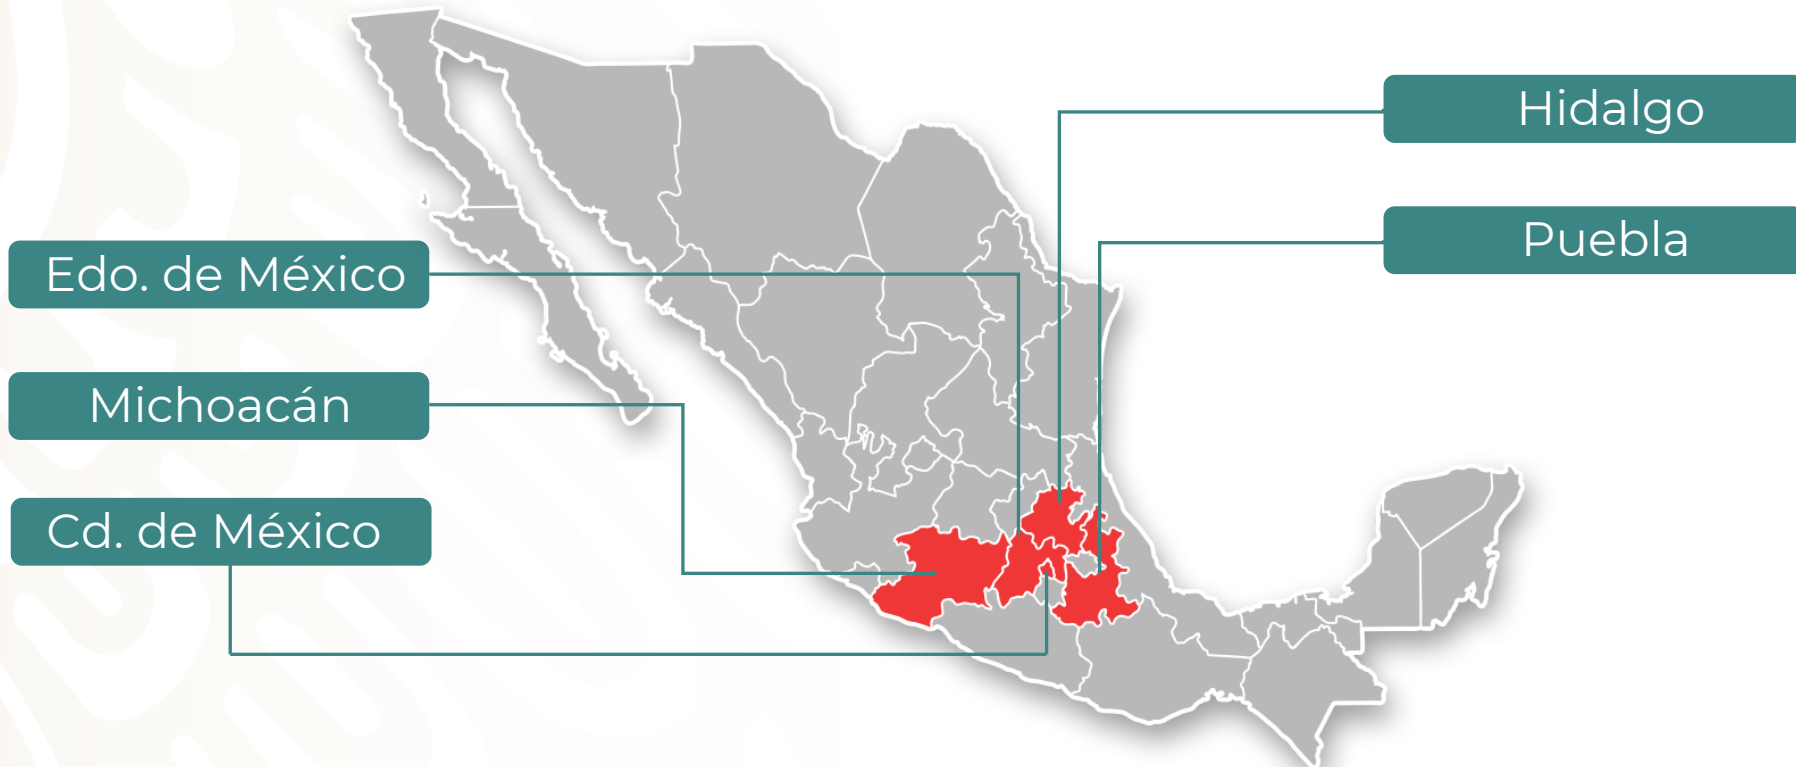 Hidalgo
Puebla
Edo. de México
Michoacán
Cd. de México